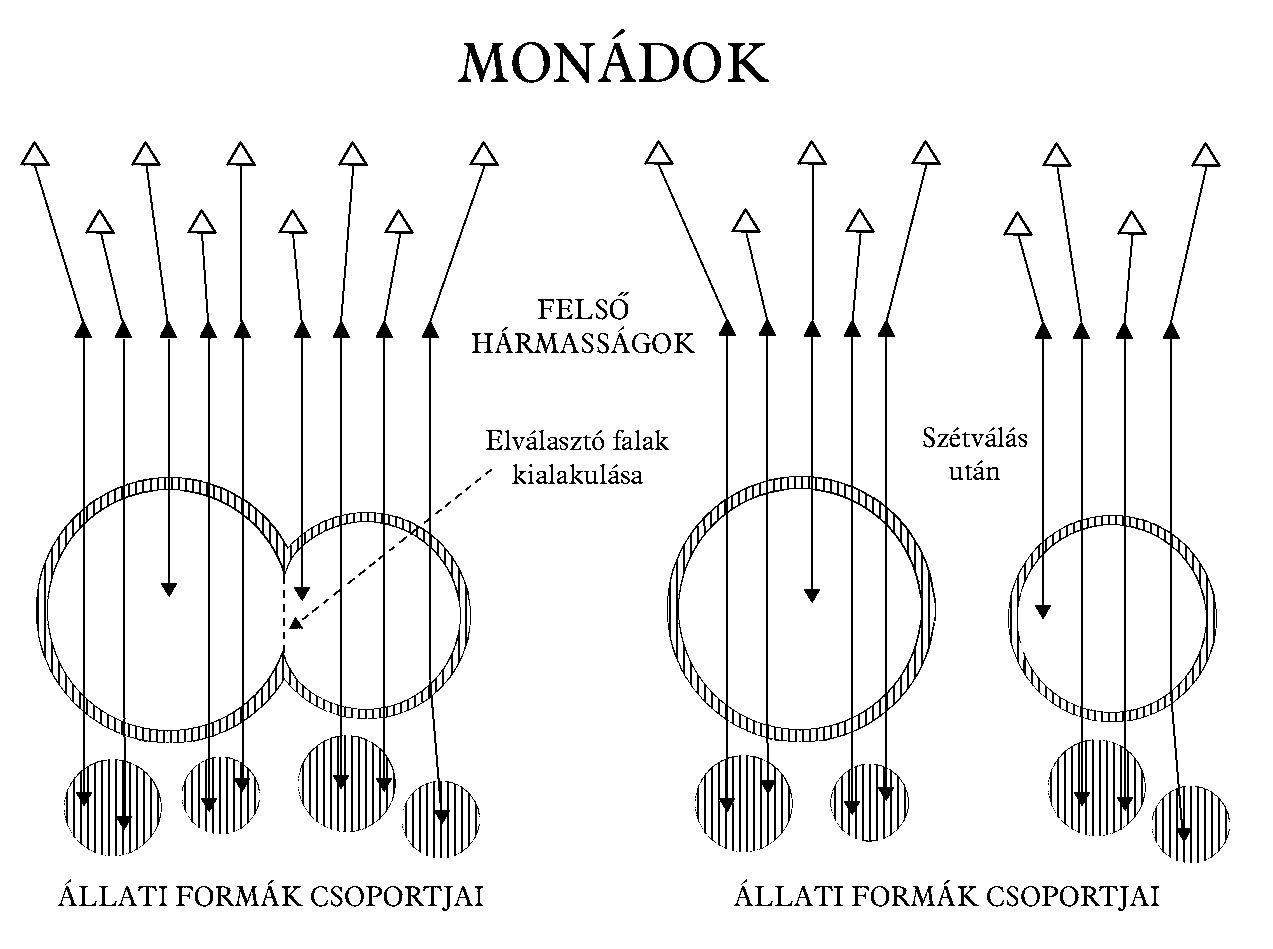 MONÁDOK
FELSŐ
HÁRMASSÁGOK
Elválasztó falak
kialakulása
Szétválás
után
ÁLLATI FORMÁK CSOPORTJAI
ÁLLATI FORMÁK CSOPORTJAI